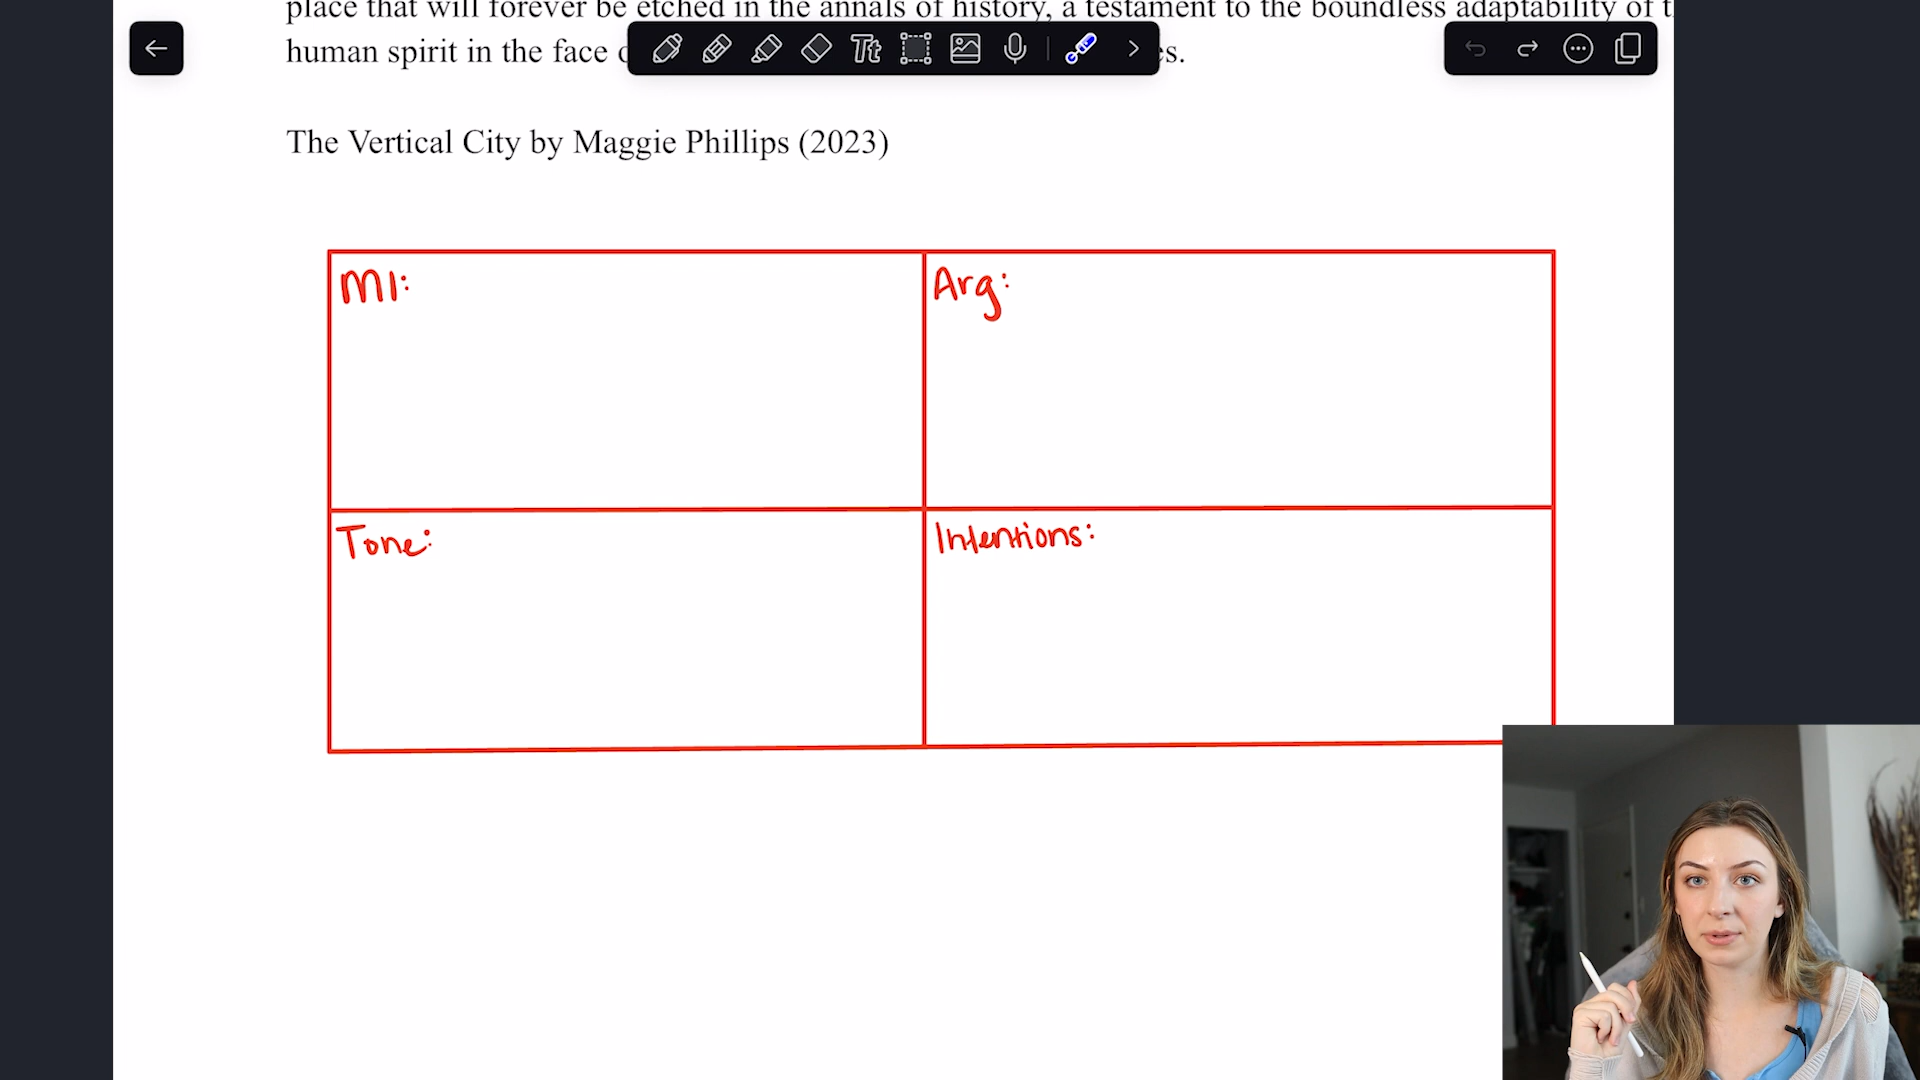 place that will forever be etched in the annals of history, a testament to the boundless adaptability of
human spirit in the face
s.
Tt
The Vertical City by Maggie Phillips (2023)
MI:
Arg:
Tone:
Intentions: